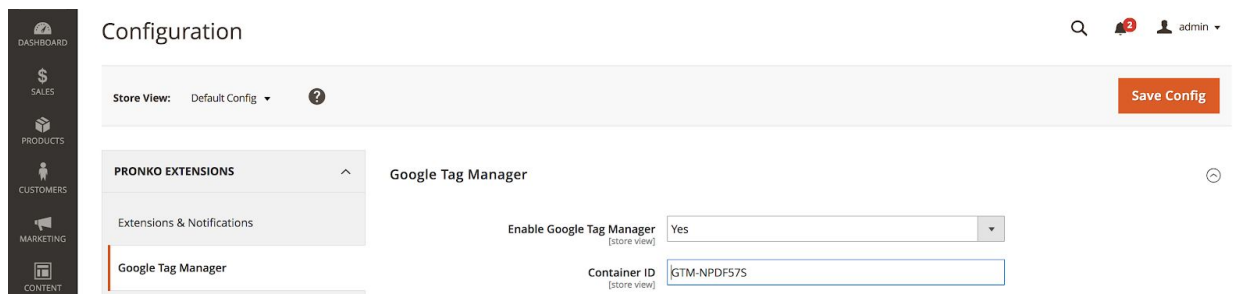 DASHBOARD
SALES
PRODUCTS
CUSTOMERS
MARKETING
CONTENT
Configuration
2
admin
Store View: Default Config
?
Save Config
PRONKO EXTENSIONS
Extensions & Notifications
Google Tag Manager
Google Tag Manager
Enable Google Tag Manager
[store view]
Yes
Container ID
[store view]
GTM-NPDF57S